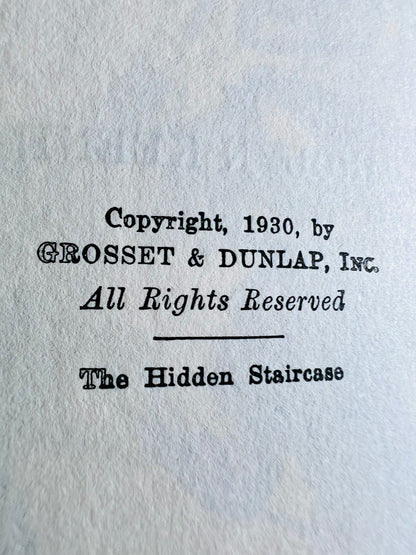 Copyright, 1930, by
GROSSET & DUNLAP, INC.
All Rights Reserved
The Hidden Staircase